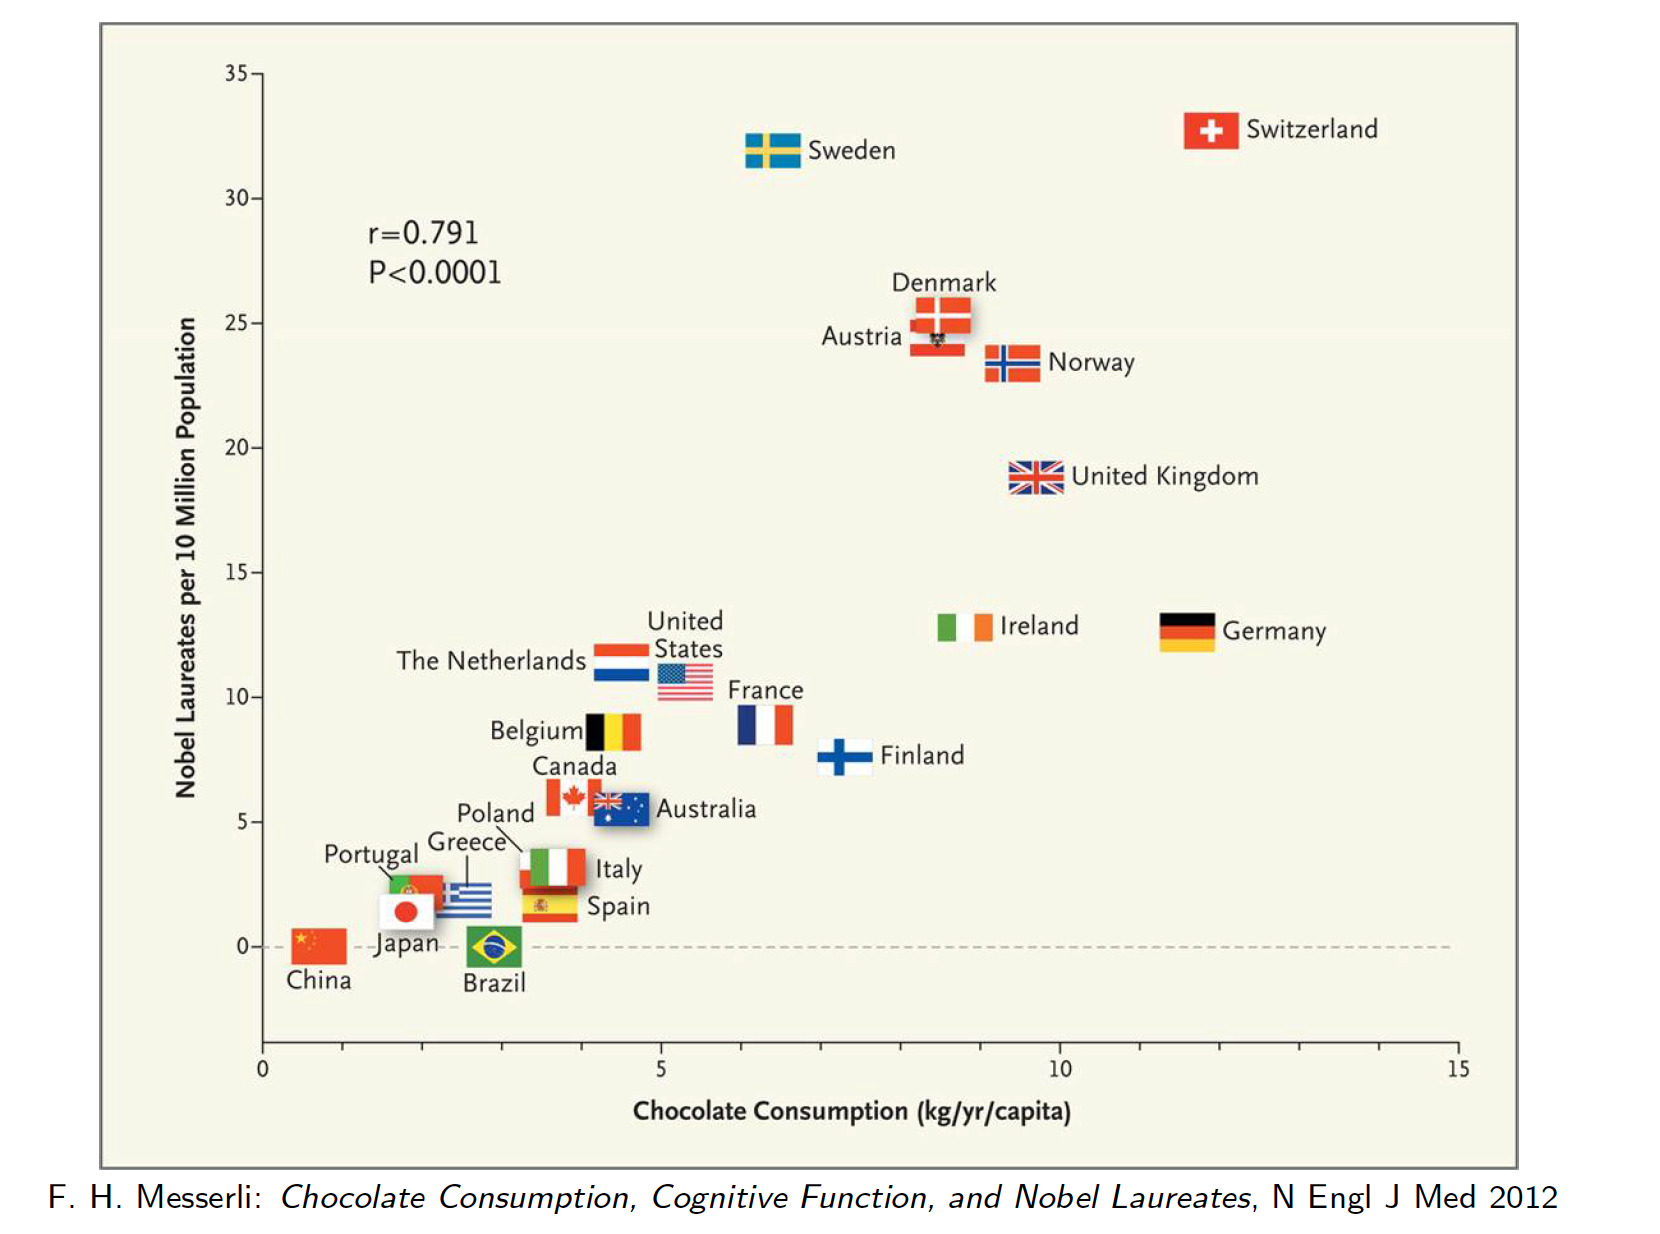 35
Switzerland
Sweden
30
r=0.791
P<0.0001
Denmark
25
Austria
Norway
20
United Kingdom
15
United
States
Ireland
Germany
The Netherlands
10
France
Belgium
Finland
Canada
Australia
Poland
5
Greece
Portugal
Italy
Spain
0
Japan
China
Brazil
Nobel Laureates per 10 Million Population
0
5
10
15
Chocolate Consumption (kg/yr/capita)
F. H. Messerli: Chocolate Consumption, Cognitive Function, and Nobel Laureates, N Engl J Med 2012